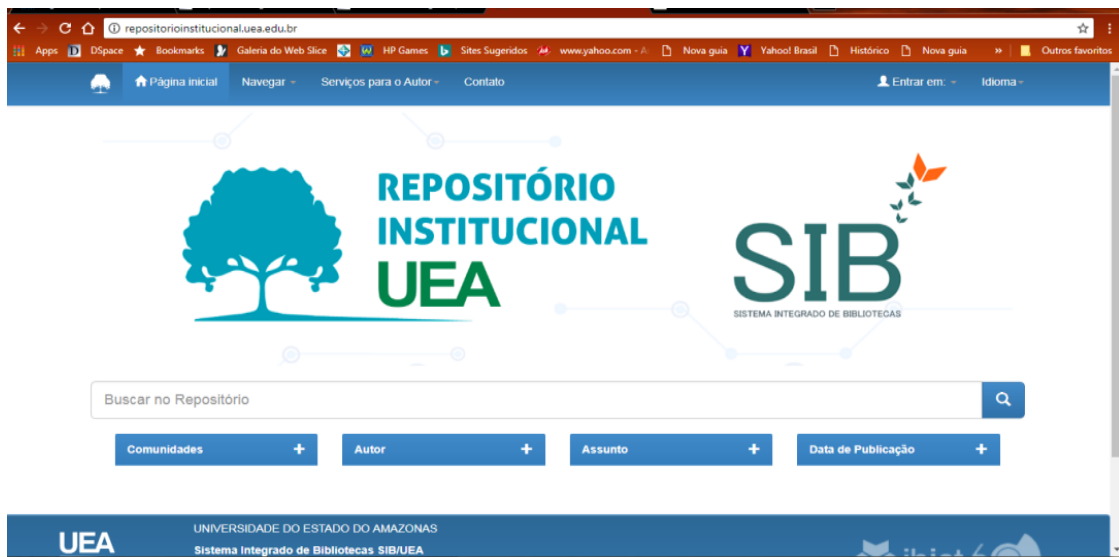 repositorioinstitucional.uea.edu.br
Apps DSpace Bookmarks Galeria do Web Slice HP Games Sites Sugeridos www.yahoo.com - A Nova guia Yahoo! Brasil Histórico Nova guia » Outros favoritos
Página inicial Navegar Serviços para o Autor Contato Entrar em: Idioma
REPOSITÓRIO
INSTITUCIONAL
UEA
SIB
SISTEMA INTEGRADO DE BIBLIOTECAS
Buscar no Repositório
Comunidades + Autor + Assunto + Data de Publicação +
UNIVERSIDADE DO ESTADO DO AMAZONAS
UEA
Sistema Integrado de Bibliotecas SIB/UEA